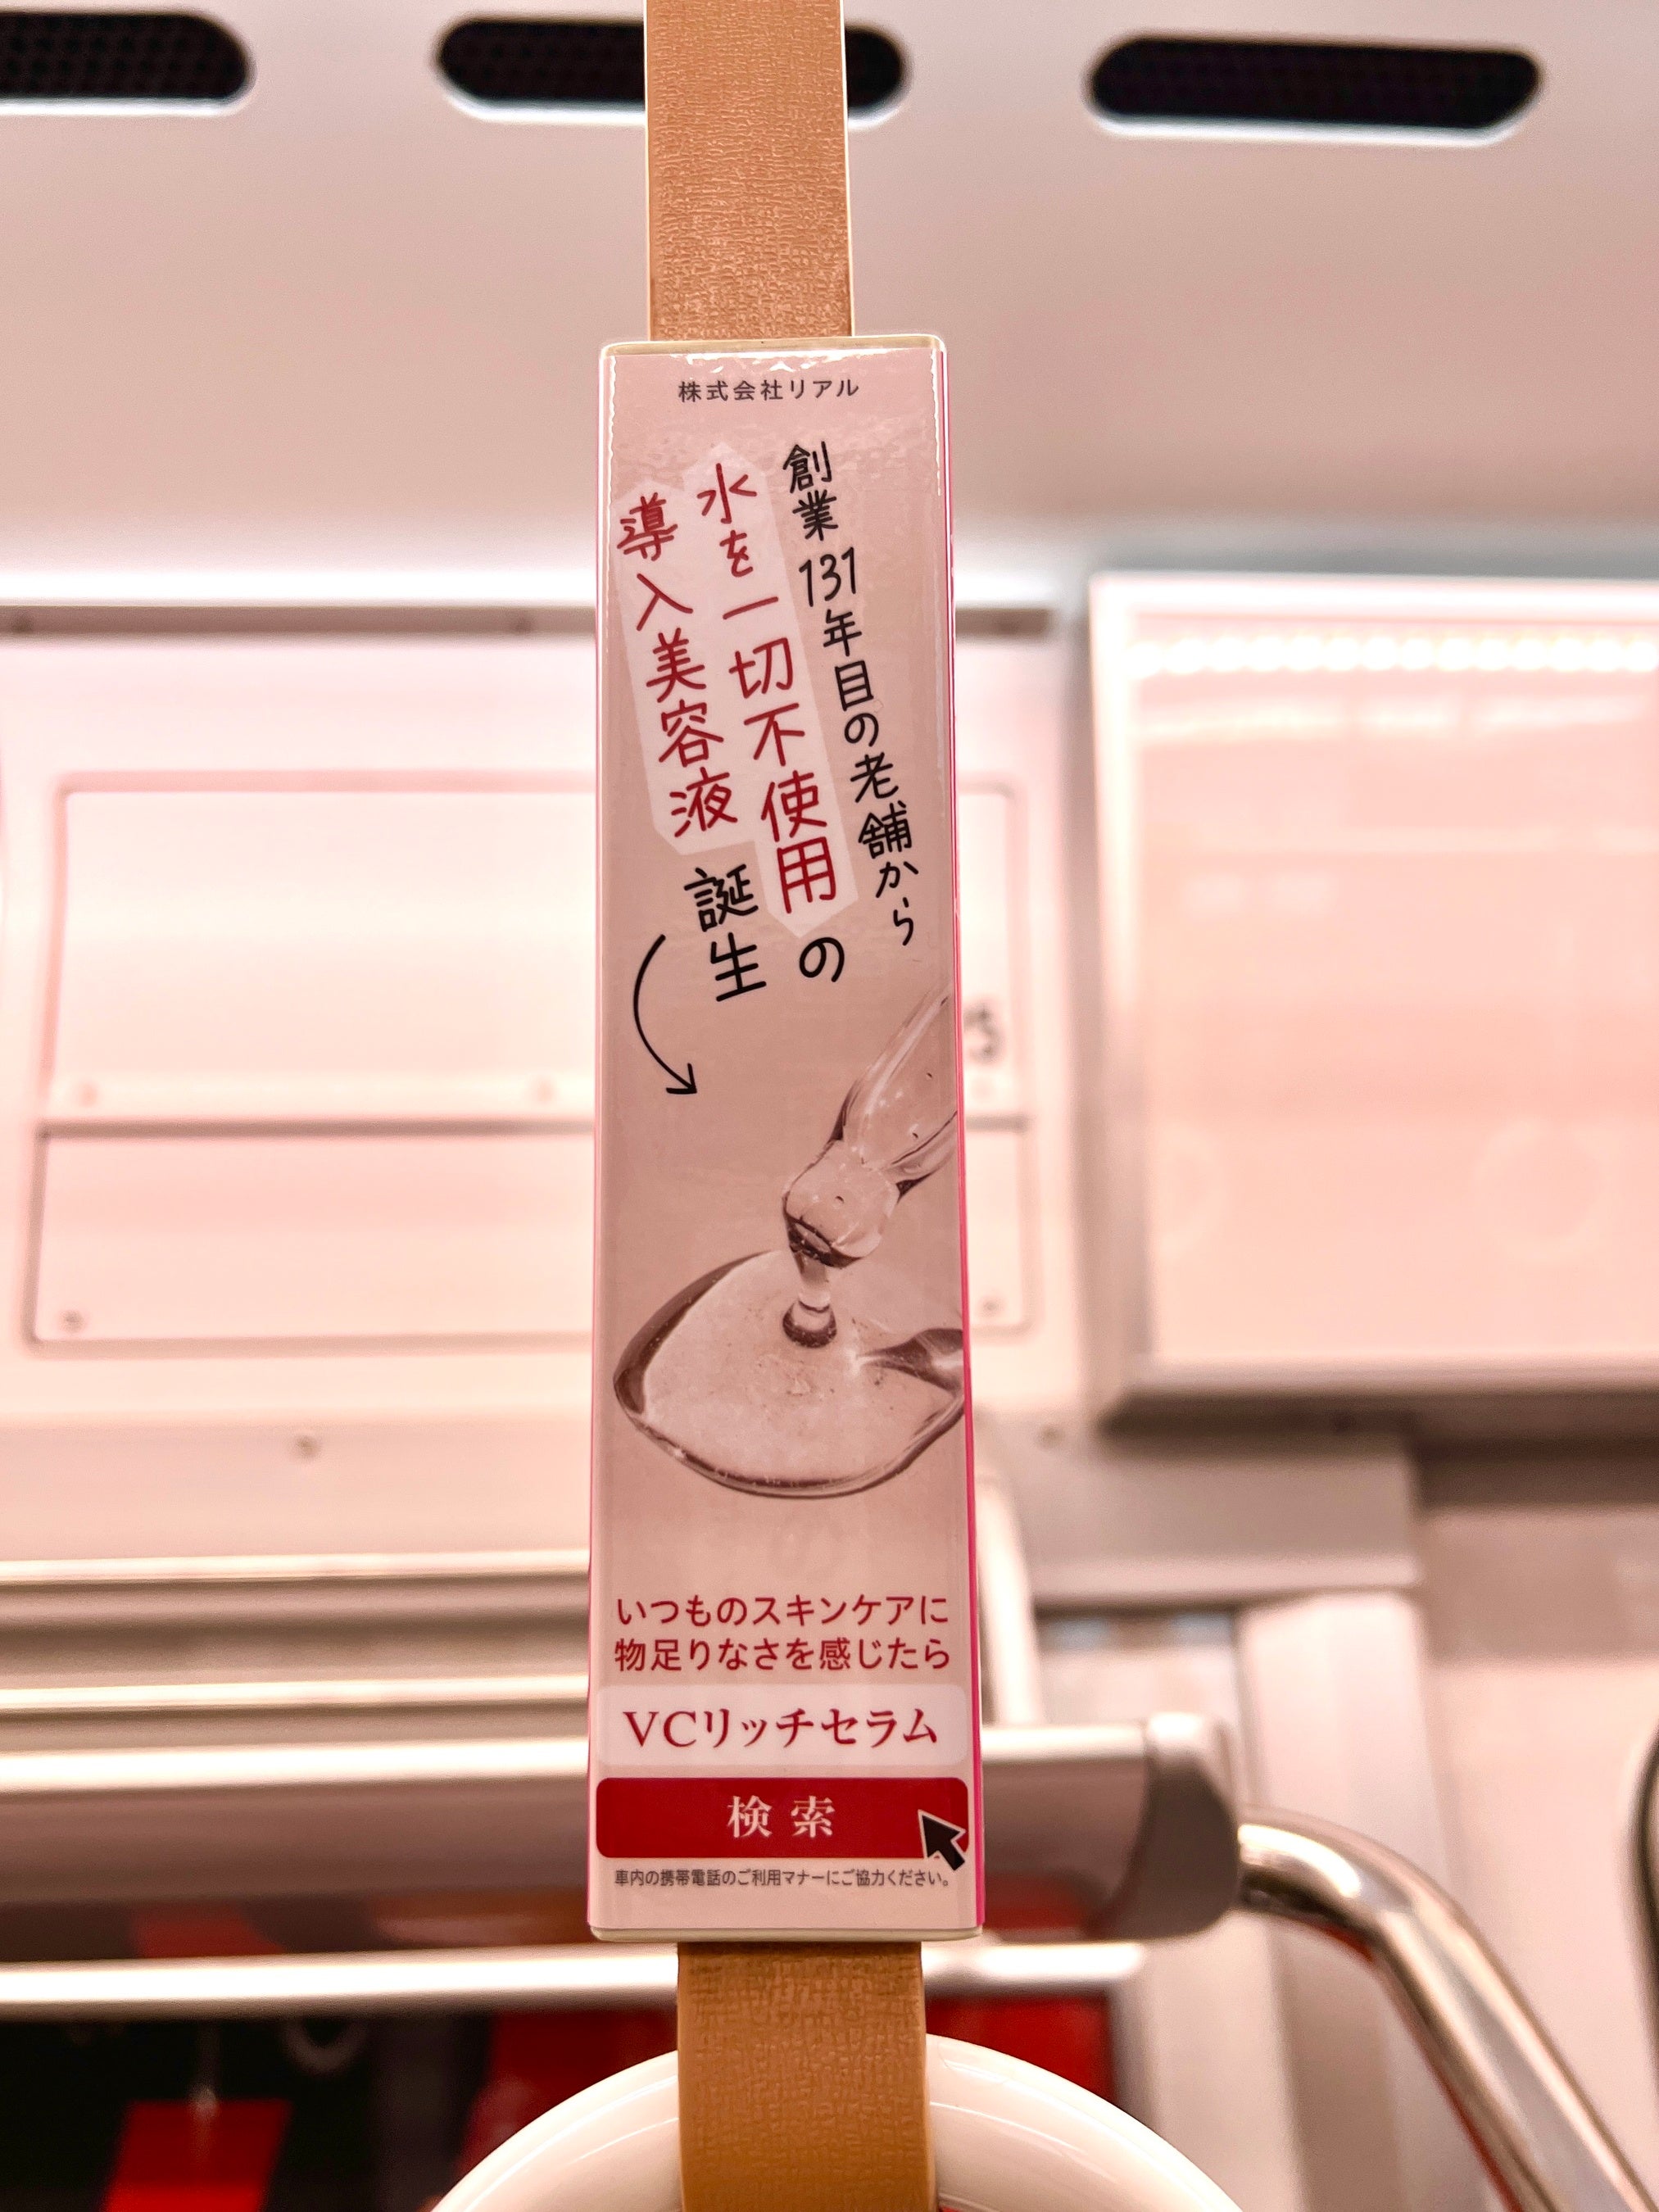 株式会社リアル
創業131年目の老舗から
水を一切不使用の
導入美容液誕生
いつものスキンケアに
物足りなさを感じたら
VCリッチセラム
検索
車内の携帯電話のご利用マナーにご協力ください。